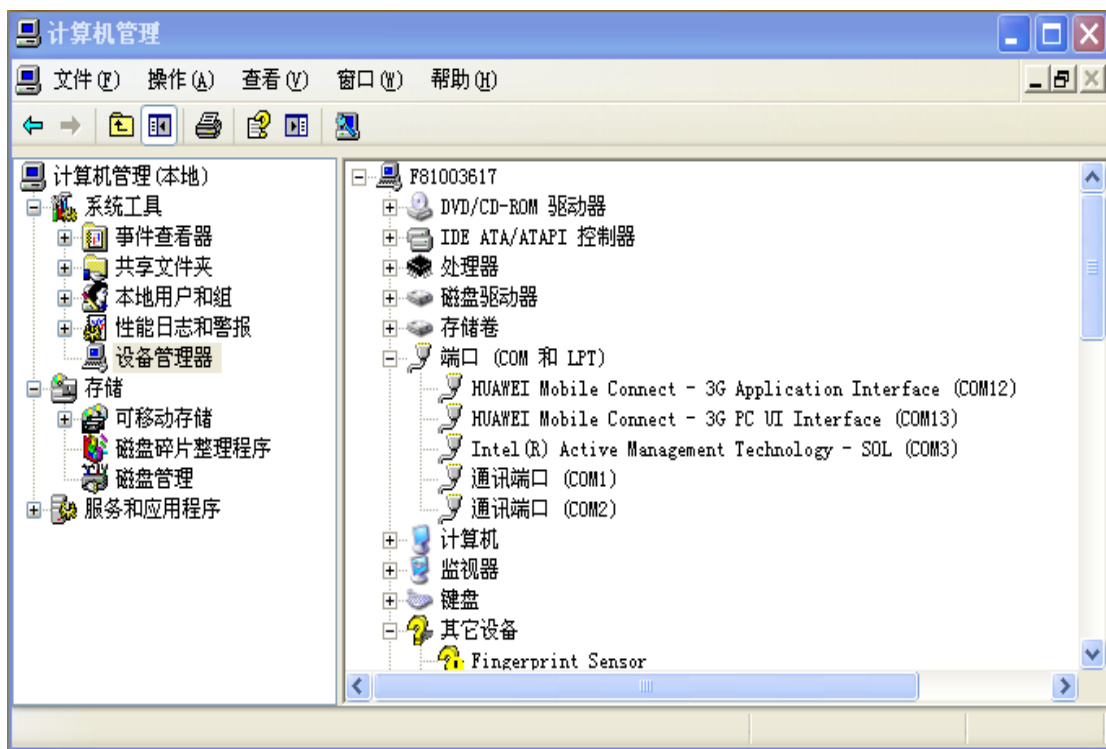 计算机管理
文件(F) 操作(A) 查看(V) 窗口(W) 帮助(H)
计算机管理(本地)
系统工具
事件查看器
共享文件夹
本地用户和组
性能日志和警报
设备管理器
存储
可移动存储
磁盘碎片整理程序
磁盘管理
服务和应用程序
F81003617
DVD/CD-ROM 驱动器
IDE ATA/ATAPI 控制器
处理器
磁盘驱动器
存储卷
端口 (COM 和 LPT)
HUAWEI Mobile Connect - 3G Application Interface (COM12)
HUAWEI Mobile Connect - 3G PC UI Interface (COM13)
Intel(R) Active Management Technology - SOL (COM3)
通讯端口 (COM1)
通讯端口 (COM2)
计算机
监视器
键盘
其它设备
Fingerprint Sensor